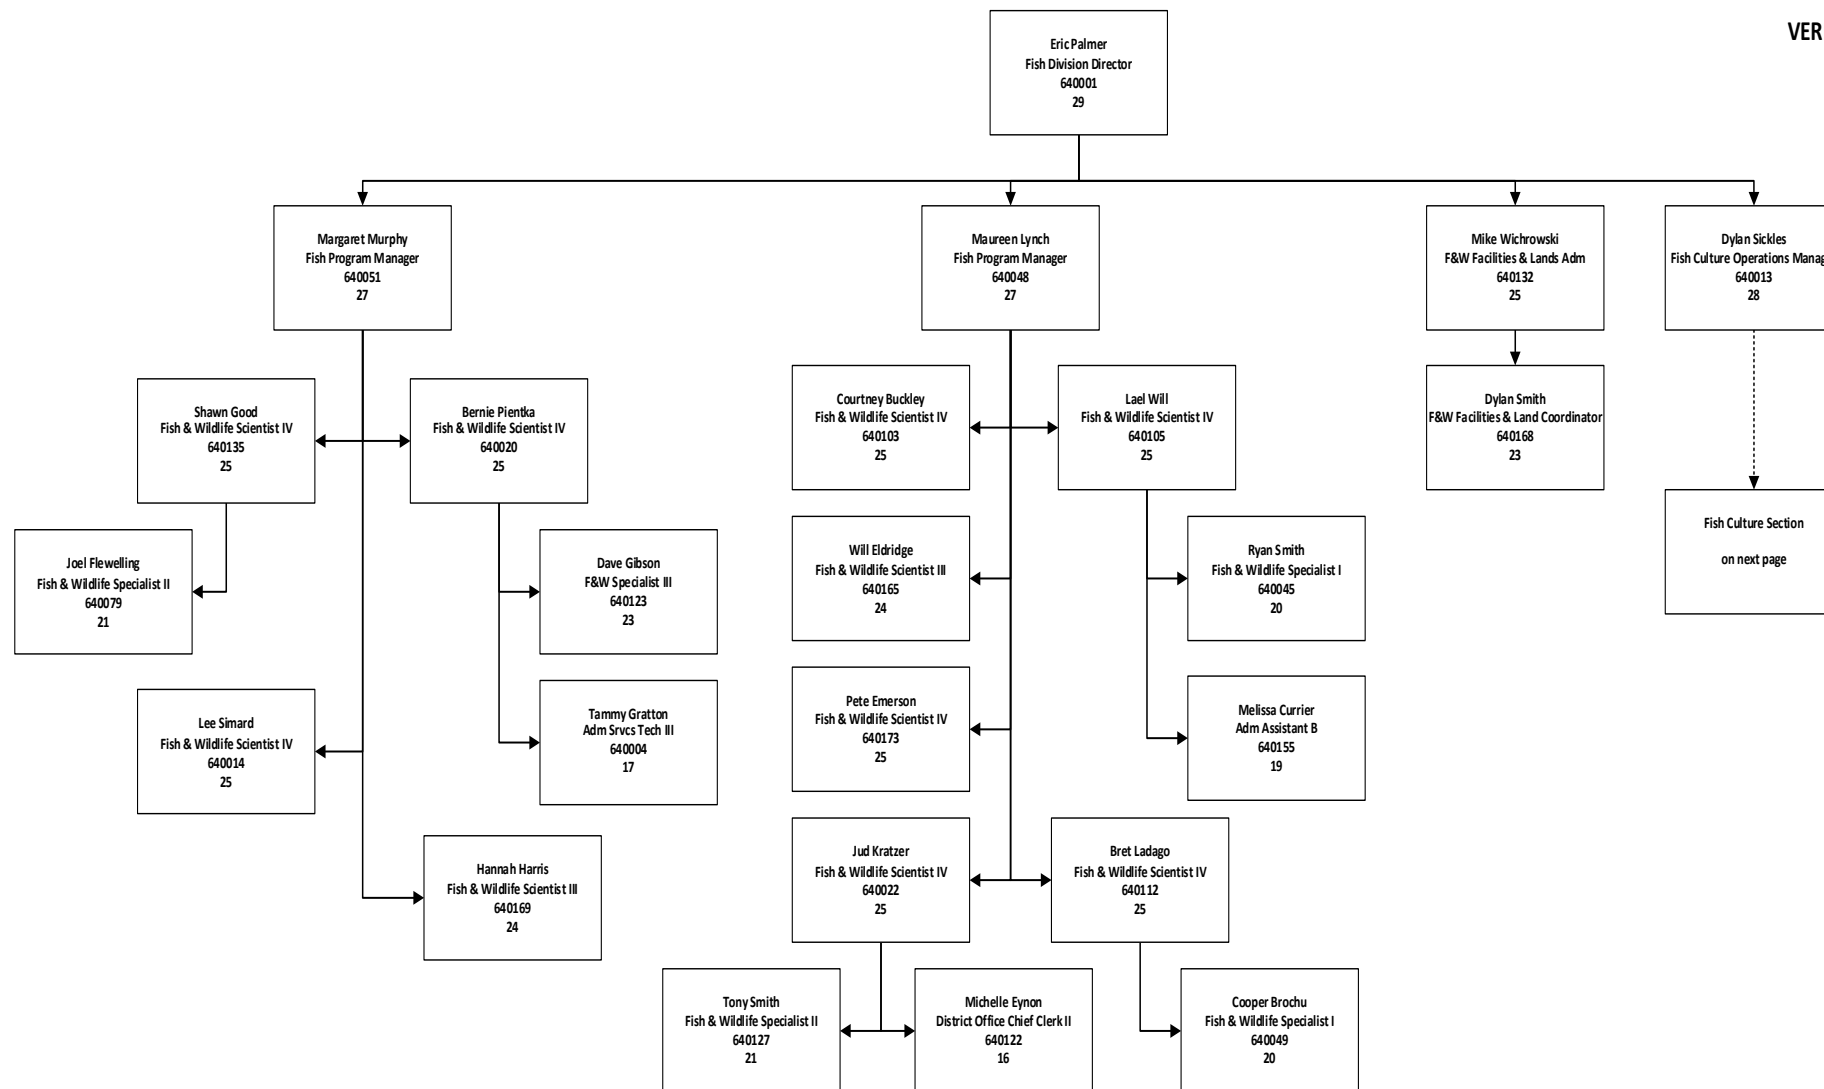 VER
Eric Palmer
Fish Division Director
640001
29
Margaret Murphy
Fish Program Manager
640051
27
Maureen Lynch
Fish Program Manager
640048
27
Mike Wichrowski
F&W Facilities & Lands Adm
640132
25
Dylan Sickles
Fish Culture Operations Manag
640013
28
Shawn Good
Fish & Wildlife Scientist IV
640135
25
Bernie Pientka
Fish & Wildlife Scientist IV
640020
25
Courtney Buckley
Fish & Wildlife Scientist IV
640103
25
Lael Will
Fish & Wildlife Scientist IV
640105
25
Dylan Smith
F&W Facilities & Land Coordinator
640168
23
Fish Culture Section
on next page
Joel Flewelling
Fish & Wildlife Specialist II
640079
21
Dave Gibson
F&W Specialist III
640123
23
Will Eldridge
Fish & Wildlife Scientist III
640165
24
Ryan Smith
Fish & Wildlife Specialist I
640045
20
Lee Simard
Fish & Wildlife Scientist IV
640014
25
Tammy Gratton
Adm Srvcs Tech III
640004
17
Pete Emerson
Fish & Wildlife Scientist IV
640173
25
Melissa Currier
Adm Assistant B
640155
19
Hannah Harris
Fish & Wildlife Scientist III
640169
24
Jud Kratzer
Fish & Wildlife Scientist IV
640022
25
Bret Ladago
Fish & Wildlife Scientist IV
640112
25
Tony Smith
Fish & Wildlife Specialist II
640127
21
Michelle Eynon
District Office Chief Clerk II
640122
16
Cooper Brochu
Fish & Wildlife Specialist I
640049
20